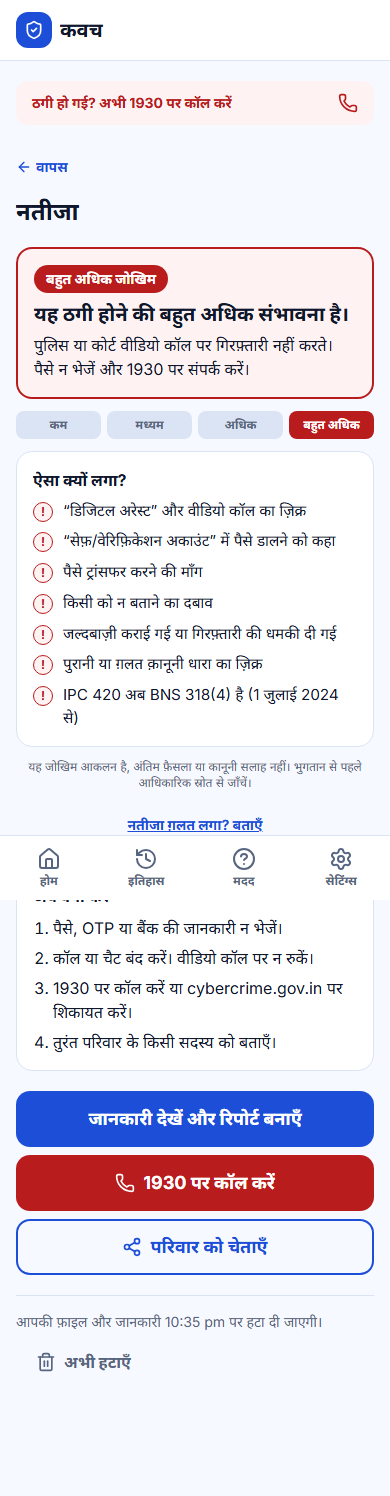 कवच
ठगी हो गई? अभी 1930 पर कॉल करें
← वापस
नतीजा
बहुत अधिक जोखिम
यह ठगी होने की बहुत अधिक संभावना है।
पुलिस या कोर्ट वीडियो कॉल पर गिरफ़्तारी नहीं करते।
पैसे न भेजें और 1930 पर संपर्क करें।
कम
मध्यम
अधिक
बहुत अधिक
ऐसा क्यों लगा?
“डिजिटल अरेस्ट” और वीडियो कॉल का ज़िक्र
“सेफ़/वेरिफ़िकेशन अकाउंट” में पैसे डालने को कहा
पैसे ट्रांसफर करने की माँग
किसी को न बताने का दबाव
जल्दबाज़ी कराई गई या गिरफ़्तारी की धमकी दी गई
पुरानी या ग़लत क़ानूनी धारा का ज़िक्र
IPC 420 अब BNS 318(4) है (1 जुलाई 2024
से)
यह जोखिम आकलन है, अंतिम फ़ैसला या कानूनी सलाह नहीं। भुगतान से पहले
आधिकारिक स्रोत से जाँचें।
नतीजा ग़लत लगा? बताएँ
होम
इतिहास
मदद
सेटिंग्स
1. पैसे, OTP या बैंक की जानकारी न भेजें।
2. कॉल या चैट बंद करें। वीडियो कॉल पर न रुकें।
3. 1930 पर कॉल करें या cybercrime.gov.in पर
शिकायत करें।
4. तुरंत परिवार के किसी सदस्य को बताएँ।
जानकारी देखें और रिपोर्ट बनाएँ
1930 पर कॉल करें
परिवार को चेताएँ
आपकी फ़ाइल और जानकारी 10:35 pm पर हटा दी जाएगी।
अभी हटाएँ